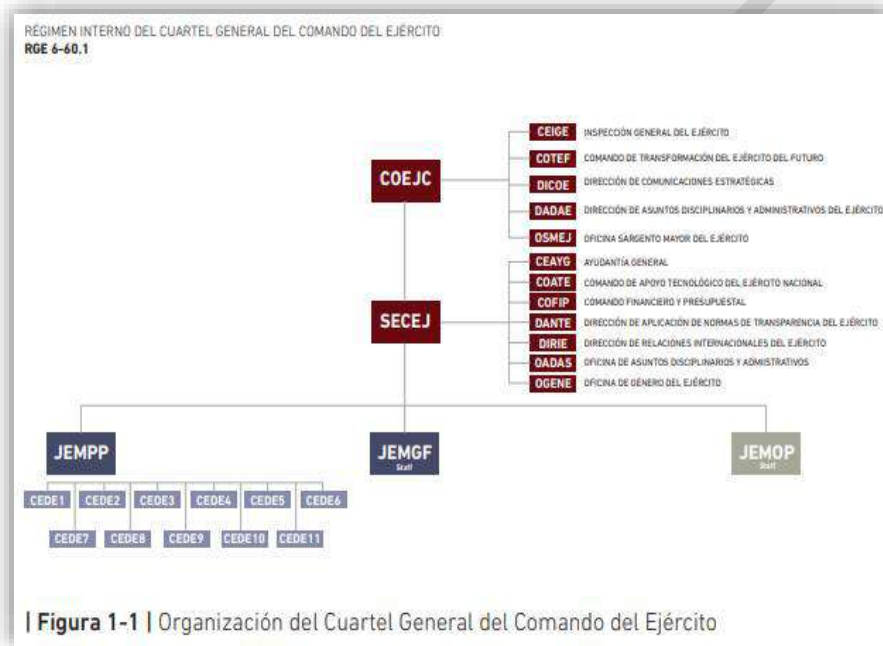 RÉGIMEN INTERNO DEL CUARTEL GENERAL DEL COMANDO DEL EJÉRCITO
RGE 6-60.1
COEJC
CEIGE INSPECCIÓN GENERAL DEL EJÉRCITO
COTEF COMANDO DE TRANSFORMACIÓN DEL EJÉRCITO DEL FUTURO
DICOE DIRECCIÓN DE COMUNICACIONES ESTRATÉGICAS
DADAE DIRECCIÓN DE ASUNTOS DISCIPLINARIOS Y ADMINISTRATIVOS DEL EJÉRCITO
OSMEJ OFICINA SARGENTO MAYOR DEL EJÉRCITO
SECEJ
CEAYG AYUDANTÍA GENERAL
COATE COMANDO DE APOYO TECNOLÓGICO DEL EJÉRCITO NACIONAL
COFIP COMANDO FINANCIERO Y PRESUPUESTAL
DANTE DIRECCIÓN DE APLICACIÓN DE NORMAS DE TRANSPARENCIA DEL EJÉRCITO
DIRIE DIRECCIÓN DE RELACIONES INTERNACIONALES DEL EJÉRCITO
OADAS OFICINA DE ASUNTOS DISCIPLINARIOS Y ADMISTRATIVOS
OGENE OFICINA DE GÉNERO DEL EJÉRCITO
JEMPP
JEMGF
Staff
JEMOP
Staff
CEDE1 CEDE2 CEDE3 CEDE4 CEDE5 CEDE6
CEDE7 CEDE8 CEDE9 CEDE10 CEDE11
| Figura 1-1 | Organización del Cuartel General del Comando del Ejército